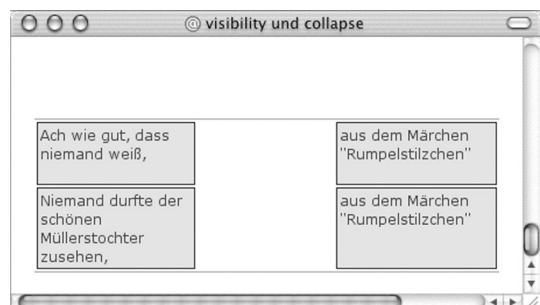 visibility und collapse
Ach wie gut, dass
niemand weiß,
aus dem Märchen
"Rumpelstilzchen"
Niemand durfte der
schönen
Müllerstochter
zusehen,
aus dem Märchen
"Rumpelstilzchen"